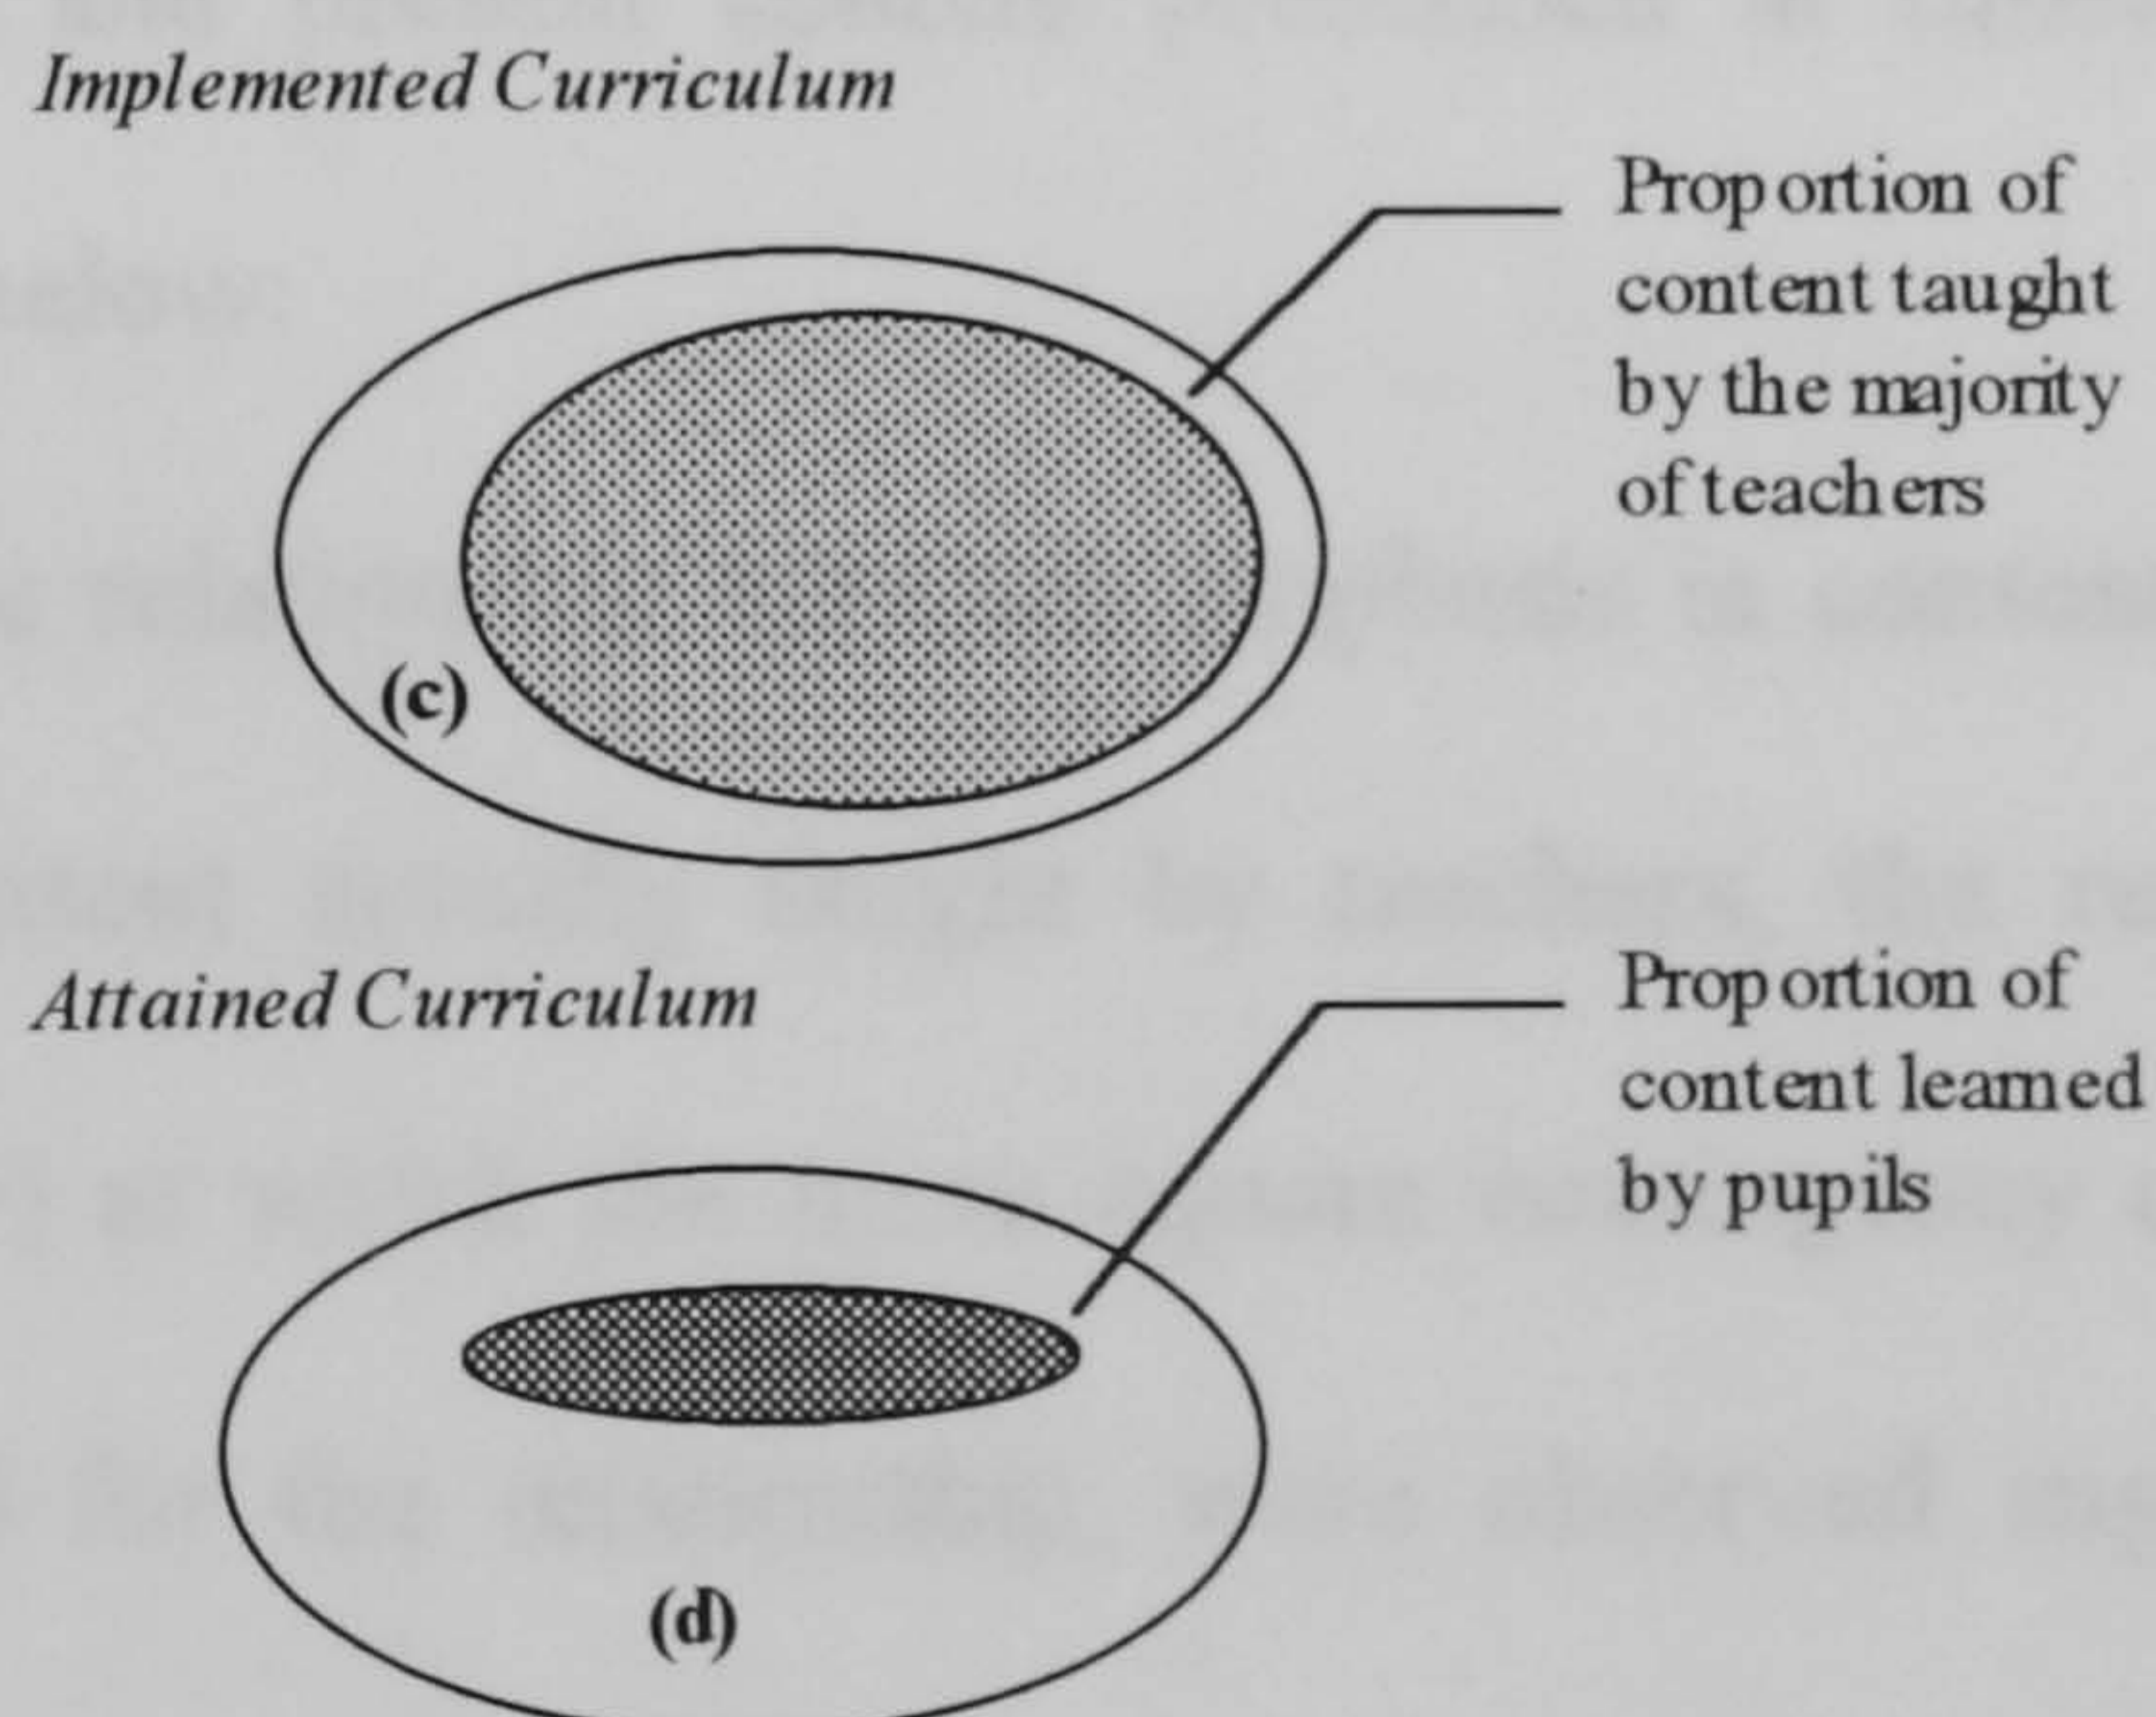 Implemented Curriculum
Proportion of
content taught
by the majority
of teachers
(c)
Attained Curriculum
Proportion of
content learned
by pupils
(d)